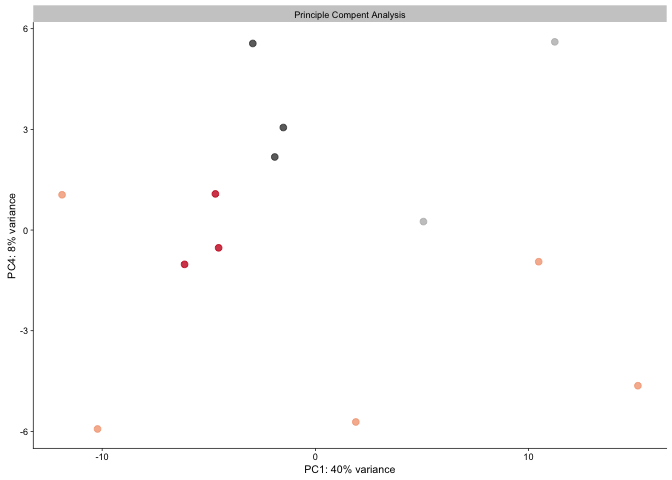 Principle Compent Analysis
6
3
0
-3
-6
PC4: 8% variance
-10
0
10
PC1: 40% variance